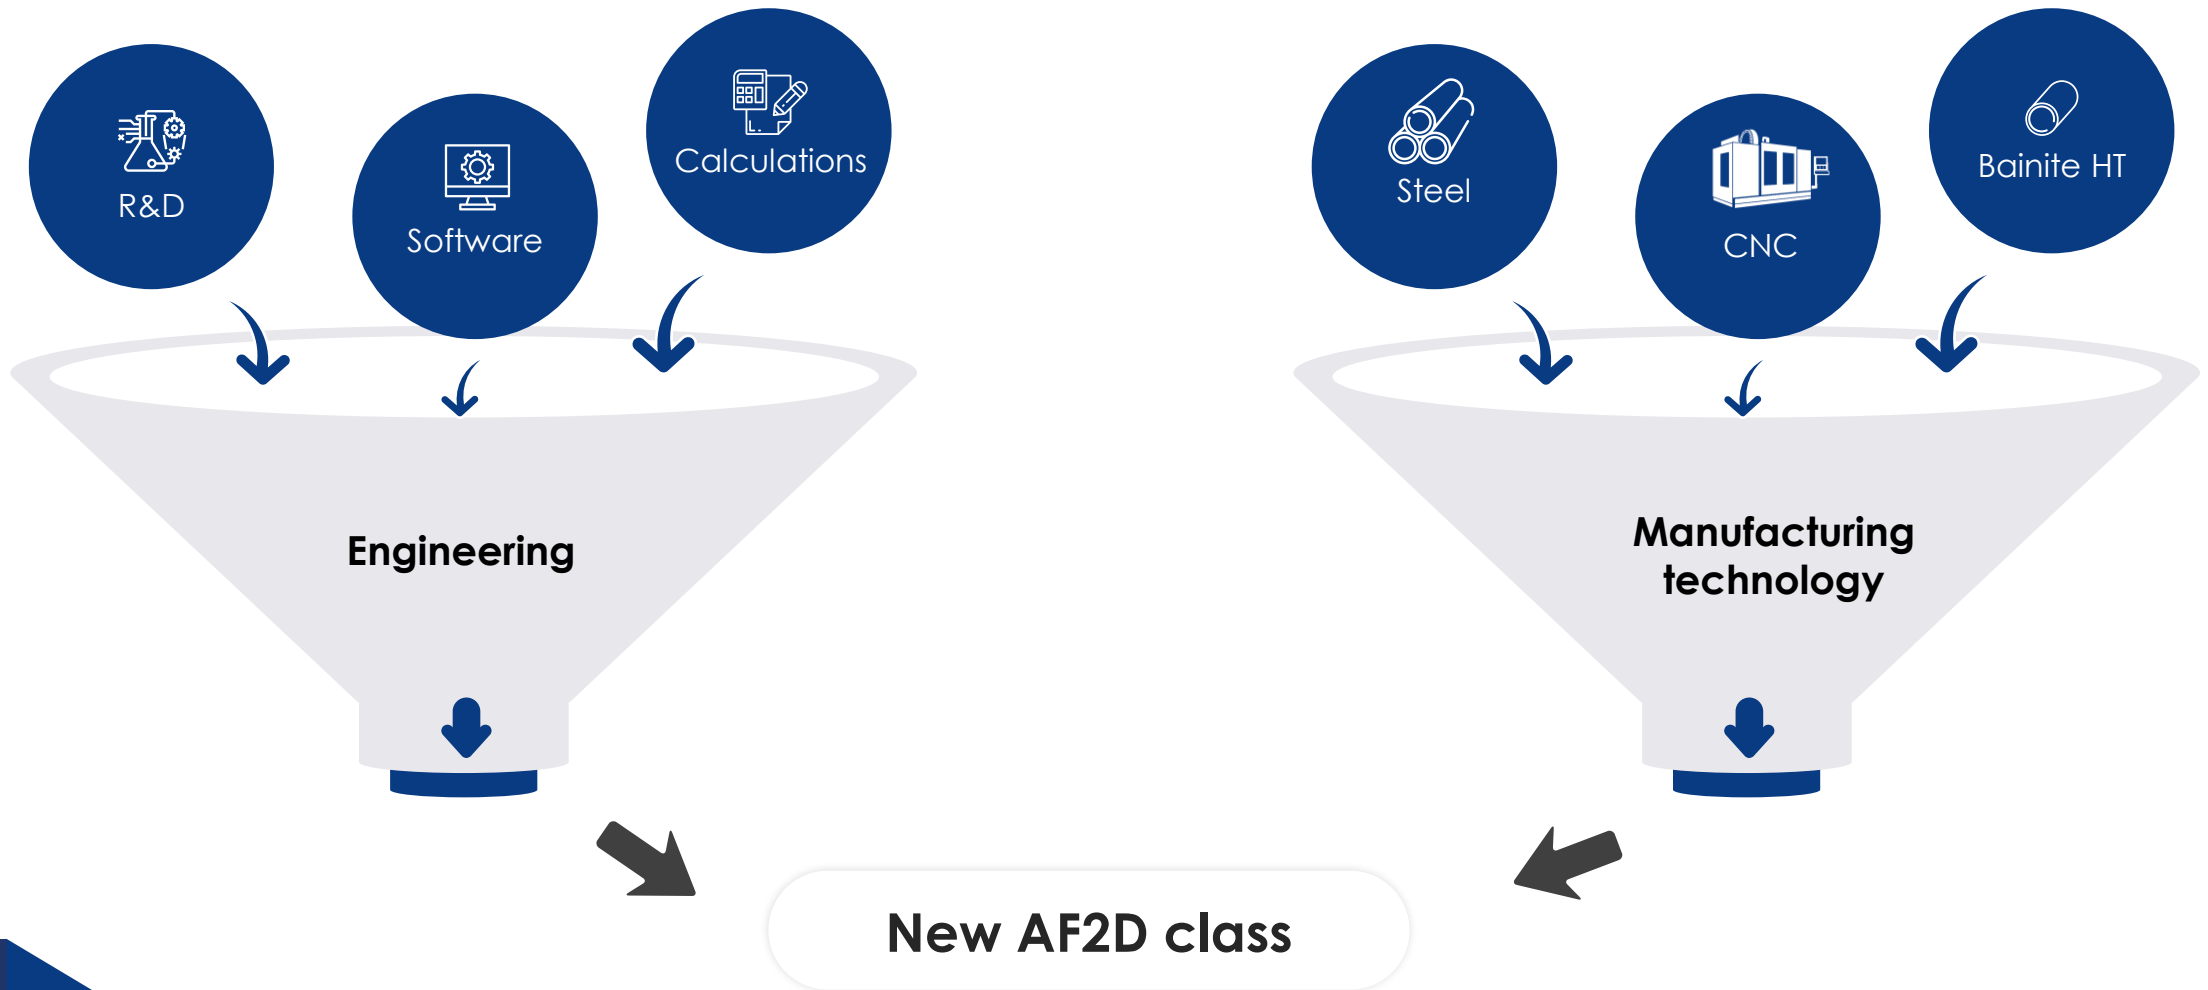 R&D
Software
Calculations
Steel
CNC
Bainite HT
Engineering
Manufacturing
technology
New AF2D class